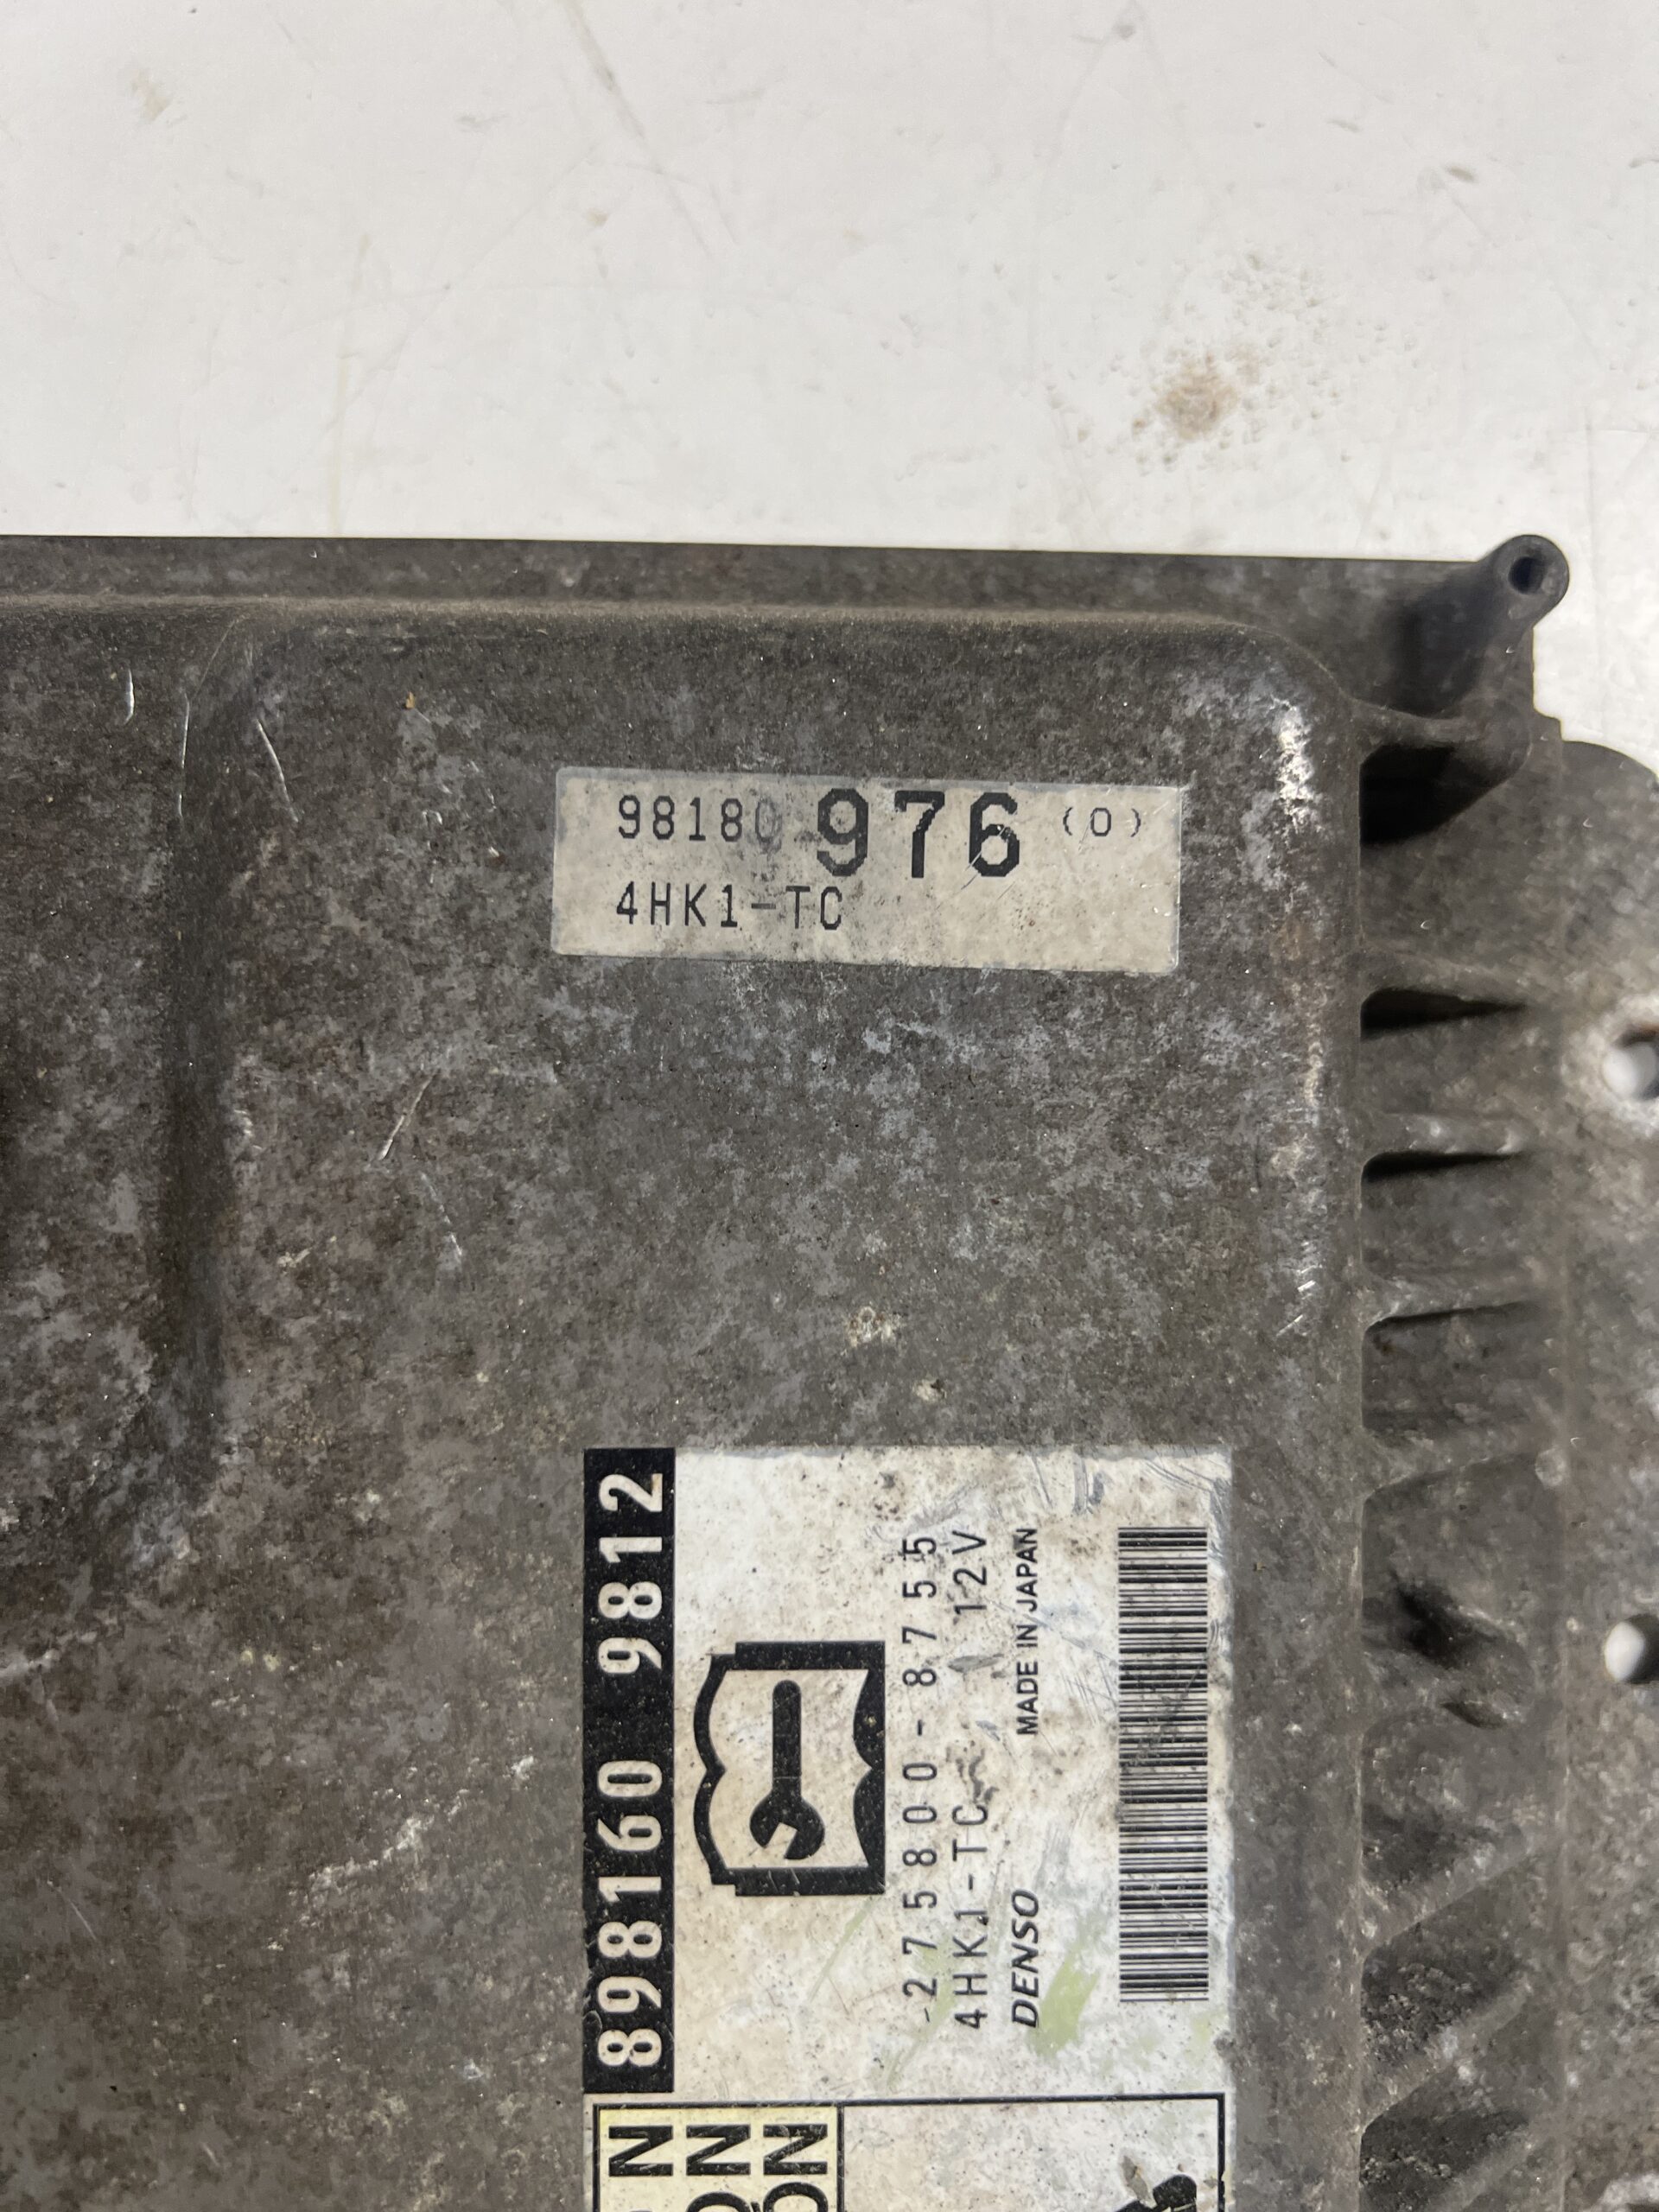 98180 976 (0)
4HK1-TC
898160 9812
275800-8755
4HK1-TC 12V
DENSO MADE IN JAPAN